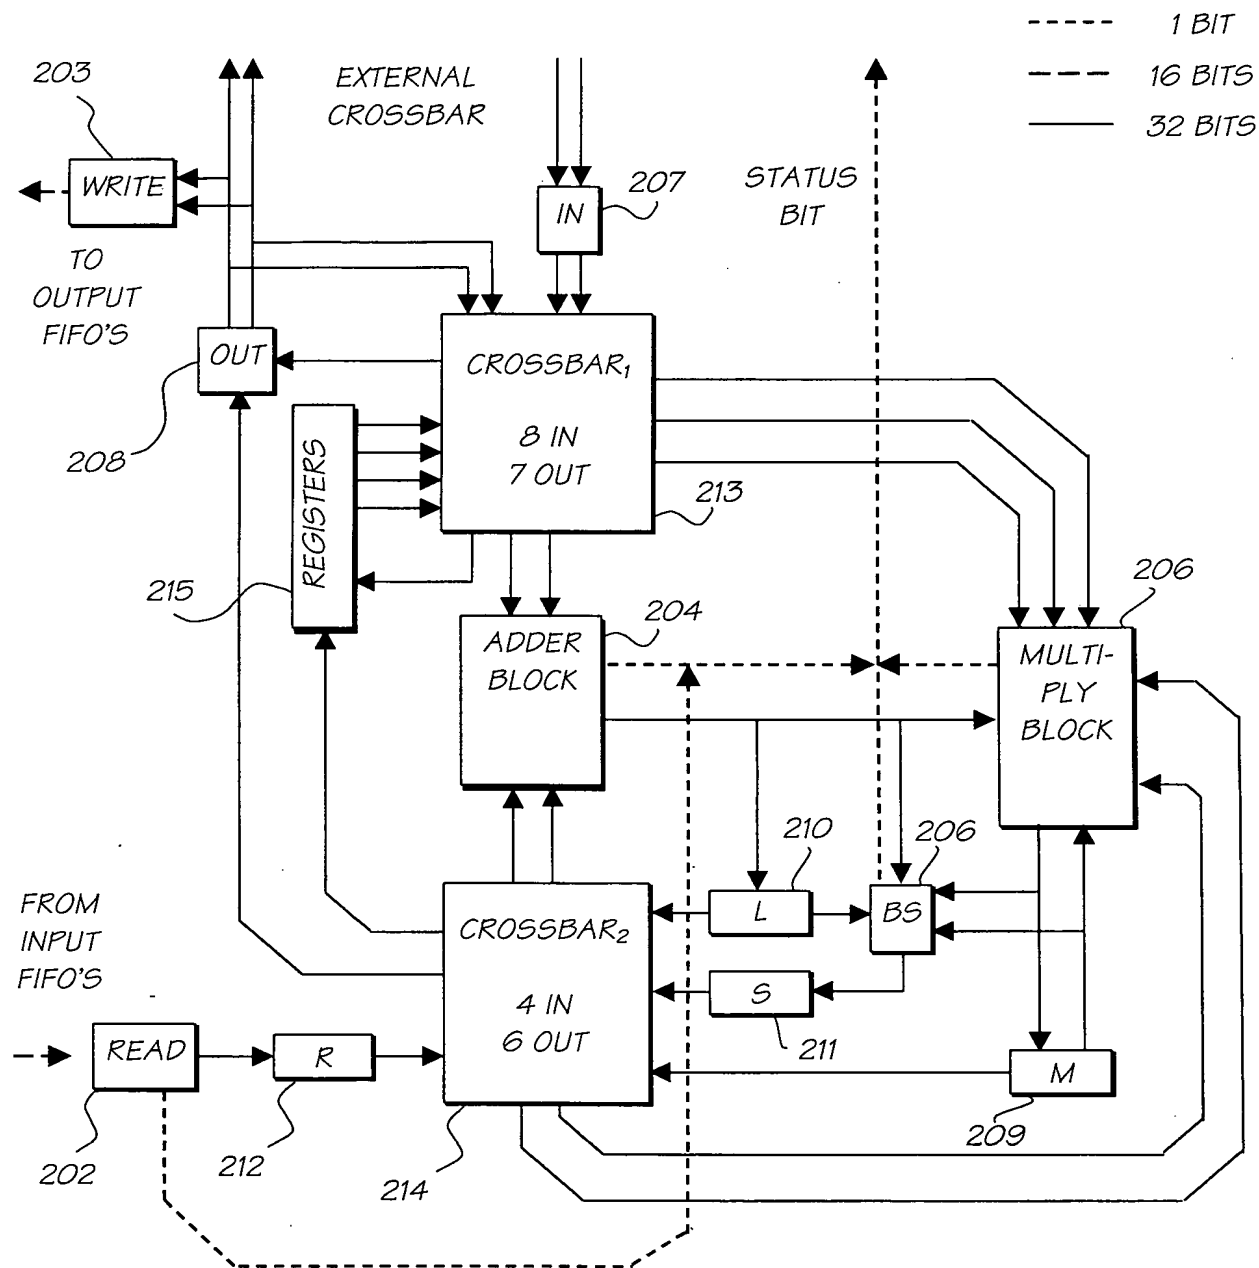 1 BIT
16 BITS
32 BITS
203
EXTERNAL
CROSSBAR
WRITE
207
IN
STATUS
BIT
TO
OUTPUT
FIFO'S
OUT
208
CROSSBAR1
8 IN
7 OUT
213
REGISTERS
215
204
ADDER
BLOCK
206
MULTI-
PLY
BLOCK
210
206
L
BS
FROM
INPUT
FIFO'S
CROSSBAR2
4 IN
6 OUT
S
211
READ
R
M
202
212
214
209